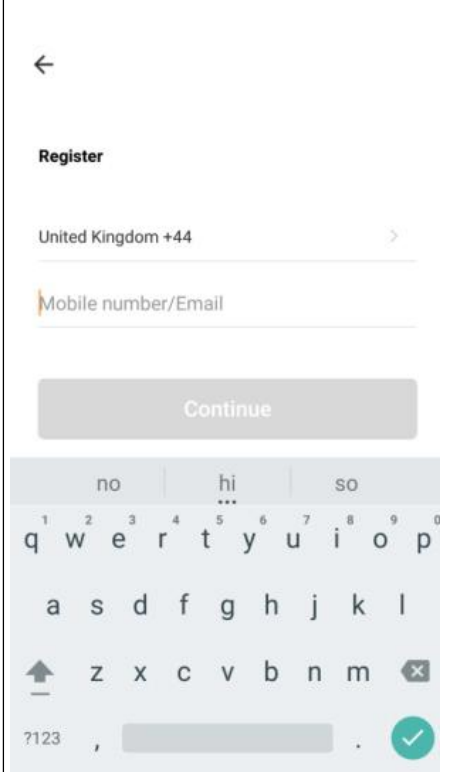 Register
United Kingdom +44
Mobile number/Email
Continue
no hi so
1 2 3 4 5 6 7 8 9 0
q w e r t y u i o p
a s d f g h j k l
z x c v b n m
?123 , .